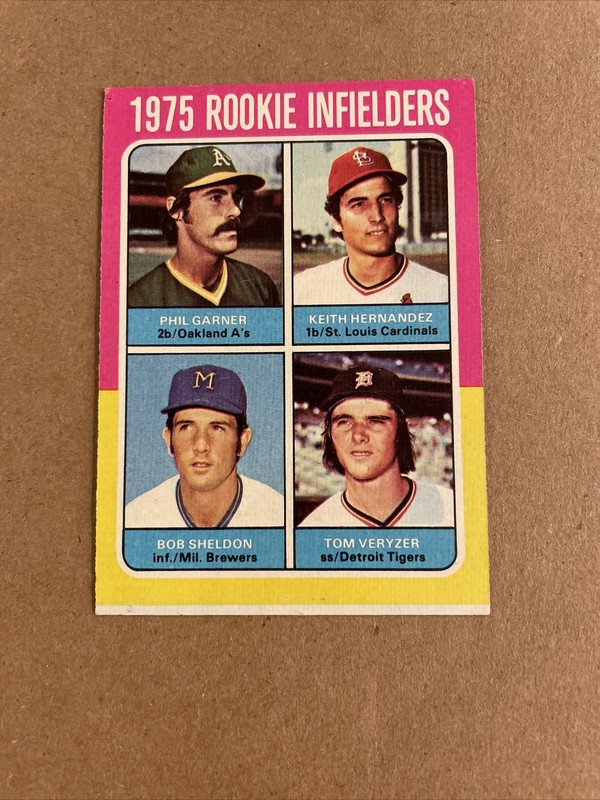 1975 ROOKIE INFIELDERS
A's
PHIL GARNER
2b/Oakland A's
KEITH HERNANDEZ
1b/St. Louis Cardinals
M
BOB SHELDON
inf./Mil. Brewers
TOM VERYZER
ss/Detroit Tigers